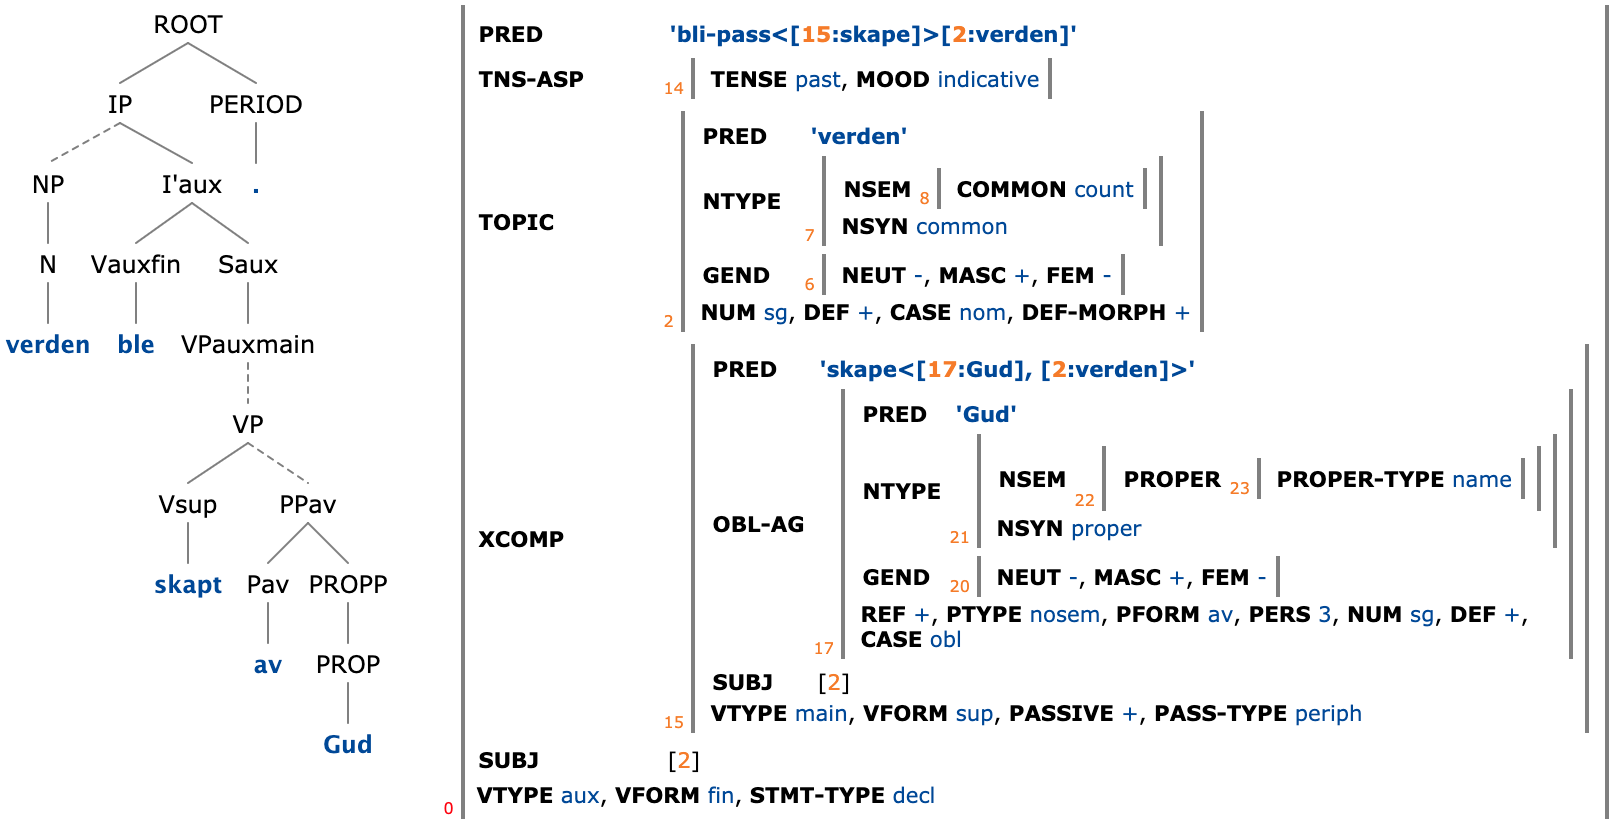 ROOT
IP PERIOD
NP I'aux .
N Vauxfin Saux
verden ble VPauxmain
VP
Vsup PPav
skapt Pav PROPP
av PROP
Gud
PRED 'bli-pass<[15:skape]>[2:verden]'
TNS-ASP 14 TENSE past, MOOD indicative
PRED 'verden'
NSEM 8 COMMON count
NTYPE
TOPIC
7 NSYN common
GEND 6 NEUT -, MASC +, FEM -
2 NUM sg, DEF +, CASE nom, DEF-MORPH +
PRED 'skape<[17:Gud], [2:verden]>'
PRED 'Gud'
NSEM 22 PROPER 23 PROPER-TYPE name
NTYPE
OBL-AG
21 NSYN proper
XCOMP
GEND 20 NEUT -, MASC +, FEM -
REF +, PTYPE nosem, PFORM av, PERS 3, NUM sg, DEF +,
17 CASE obl
SUBJ [2]
15 VTYPE main, VFORM sup, PASSIVE +, PASS-TYPE periph
SUBJ [2]
0 VTYPE aux, VFORM fin, STMT-TYPE decl